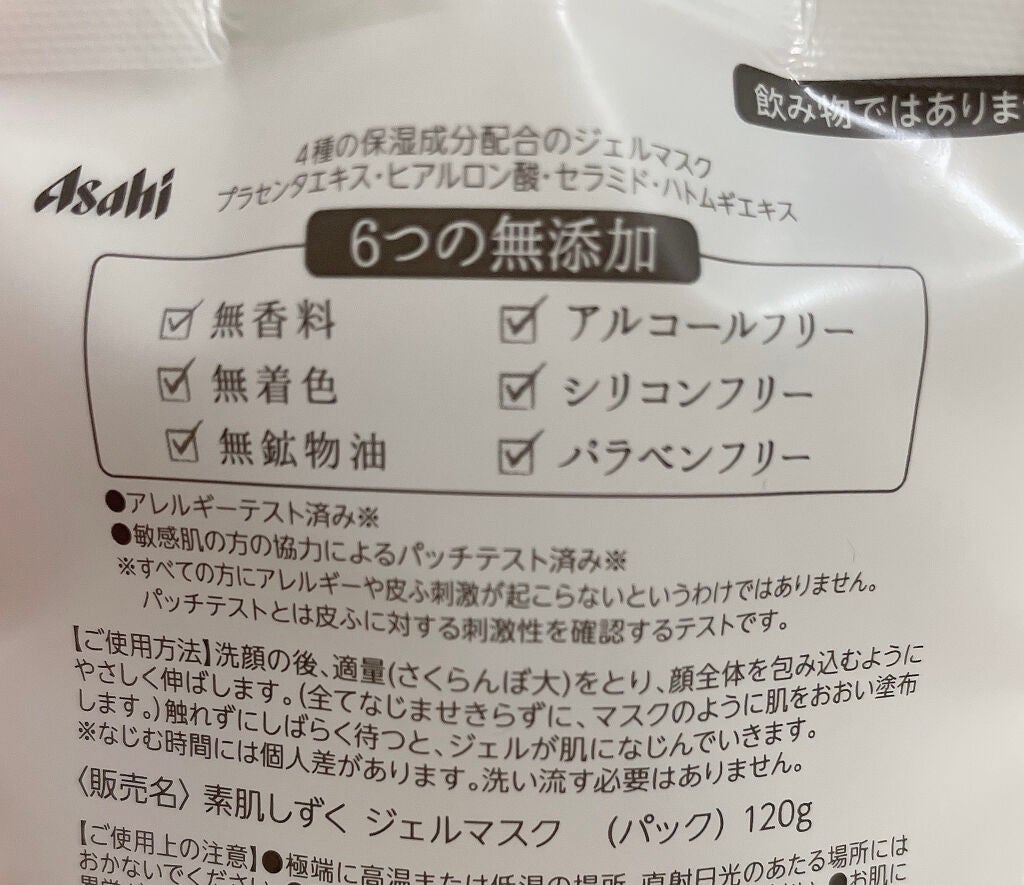 飲み物ではありま
4種の保湿成分配合のジェルマスク
Asahi
プラセンタエキス・ヒアルロン酸・セラミド・ハトムギエキス
6つの無添加
無香料
アルコールフリー
無着色
シリコンフリー
無鉱物油
パラベンフリー
●アレルギーテスト済み※
●敏感肌の方の協力によるパッチテスト済み※
※すべての方にアレルギーや皮ふ刺激が起こらないというわけではありません。
パッチテストとは皮ふに対する刺激性を確認するテストです。
【ご使用方法】洗顔の後、適量(さくらんぼ大)をとり、顔全体を包み込むように
やさしく伸ばします。(全てなじませきらずに、マスクのように肌をおおい塗布
します。)触れずにしばらく待つと、ジェルが肌になじんでいきます。
※なじむ時間には個人差があります。洗い流す必要はありません。
〈販売名〉 素肌しずく ジェルマスク (パック) 120g
【ご使用上の注意】●極端に高温または低温の場所、直射日光のあたる場所には
おかないでください ●お肌に